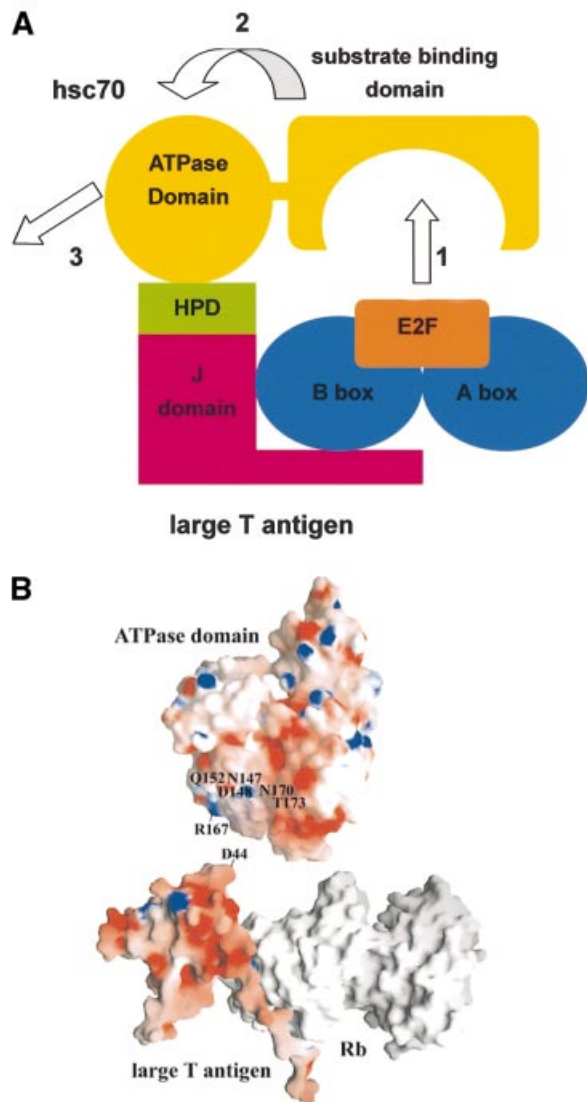 A
2
substrate binding
domain
hsc70
ATPase
Domain
3
1
HPD
E2F
J
domain
B box
A box
large T antigen
B
ATPase domain
Q152 N147
D148 N170
T173
R167
D44
Rb
large T antigen